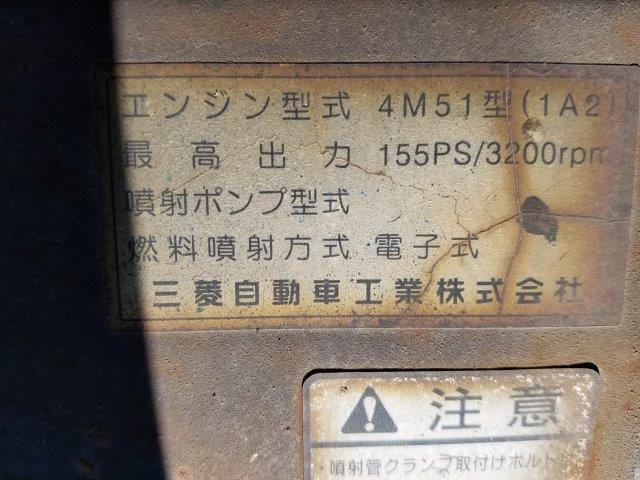 エンジン型式 4M51型(1A2)
最高出力 155PS/3200rpm
噴射ポンプ型式
燃料噴射方式 電子式
三菱自動車工業株式会社
注意
・噴射管クランプ取付けボルト